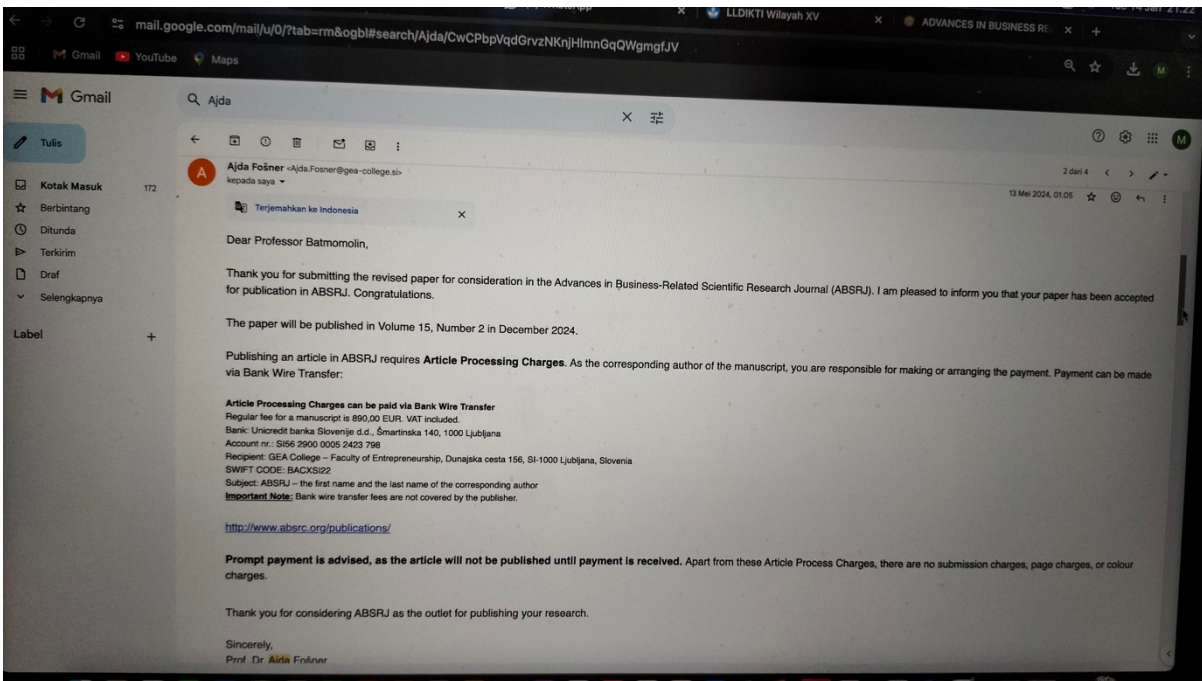 Tue 14 Jan 21.22
LLDIKTI Wilayah XV
ADVANCES IN BUSINESS RE
mail.google.com/mail/u/0/?tab=rm&ogbl#search/Ajda/CwCPbpVqdGrvzNKnjHlmnGqQWgmgfJV
Gmail
YouTube
Maps
M
Gmail
Ajda
Tulis
M
Ajda Fošner <Ajda.Fosner@gea-college.si>
2 dari 4
A
kepada saya
13 Mei 2024, 01.05
Kotak Masuk 172
Berbintang
Ditunda
Terkirim
Draf
Selengkapnya
Label
Terjemahkan ke Indonesia
Dear Professor Batmomolin,
Thank you for submitting the revised paper for consideration in the Advances in Business-Related Scientific Research Journal (ABSRJ). I am pleased to inform you that your paper has been accepted
for publication in ABSRJ. Congratulations.
The paper will be published in Volume 15, Number 2 in December 2024.
Publishing an article in ABSRJ requires Article Processing Charges. As the corresponding author of the manuscript, you are responsible for making or arranging the payment. Payment can be made
via Bank Wire Transfer:
Article Processing Charges can be paid via Bank Wire Transfer
Regular fee for a manuscript is 890,00 EUR. VAT included.
Bank: Unicredit banka Slovenije d.d., Šmartinska 140, 1000 Ljubljana
Account nr.: SI56 2900 0005 2423 798
Recipient: GEA College – Faculty of Entrepreneurship, Dunajska cesta 156, SI-1000 Ljubljana, Slovenia
SWIFT CODE: BACXSI22
Subject: ABSRJ – the first name and the last name of the corresponding author
Important Note: Bank wire transfer fees are not covered by the publisher.
http://www.absrc.org/publications/
Prompt payment is advised, as the article will not be published until payment is received. Apart from these Article Process Charges, there are no submission charges, page charges, or colour
charges.
Thank you for considering ABSRJ as the outlet for publishing your research.
Sincerely,
Prof. Dr. Ajda Fošner